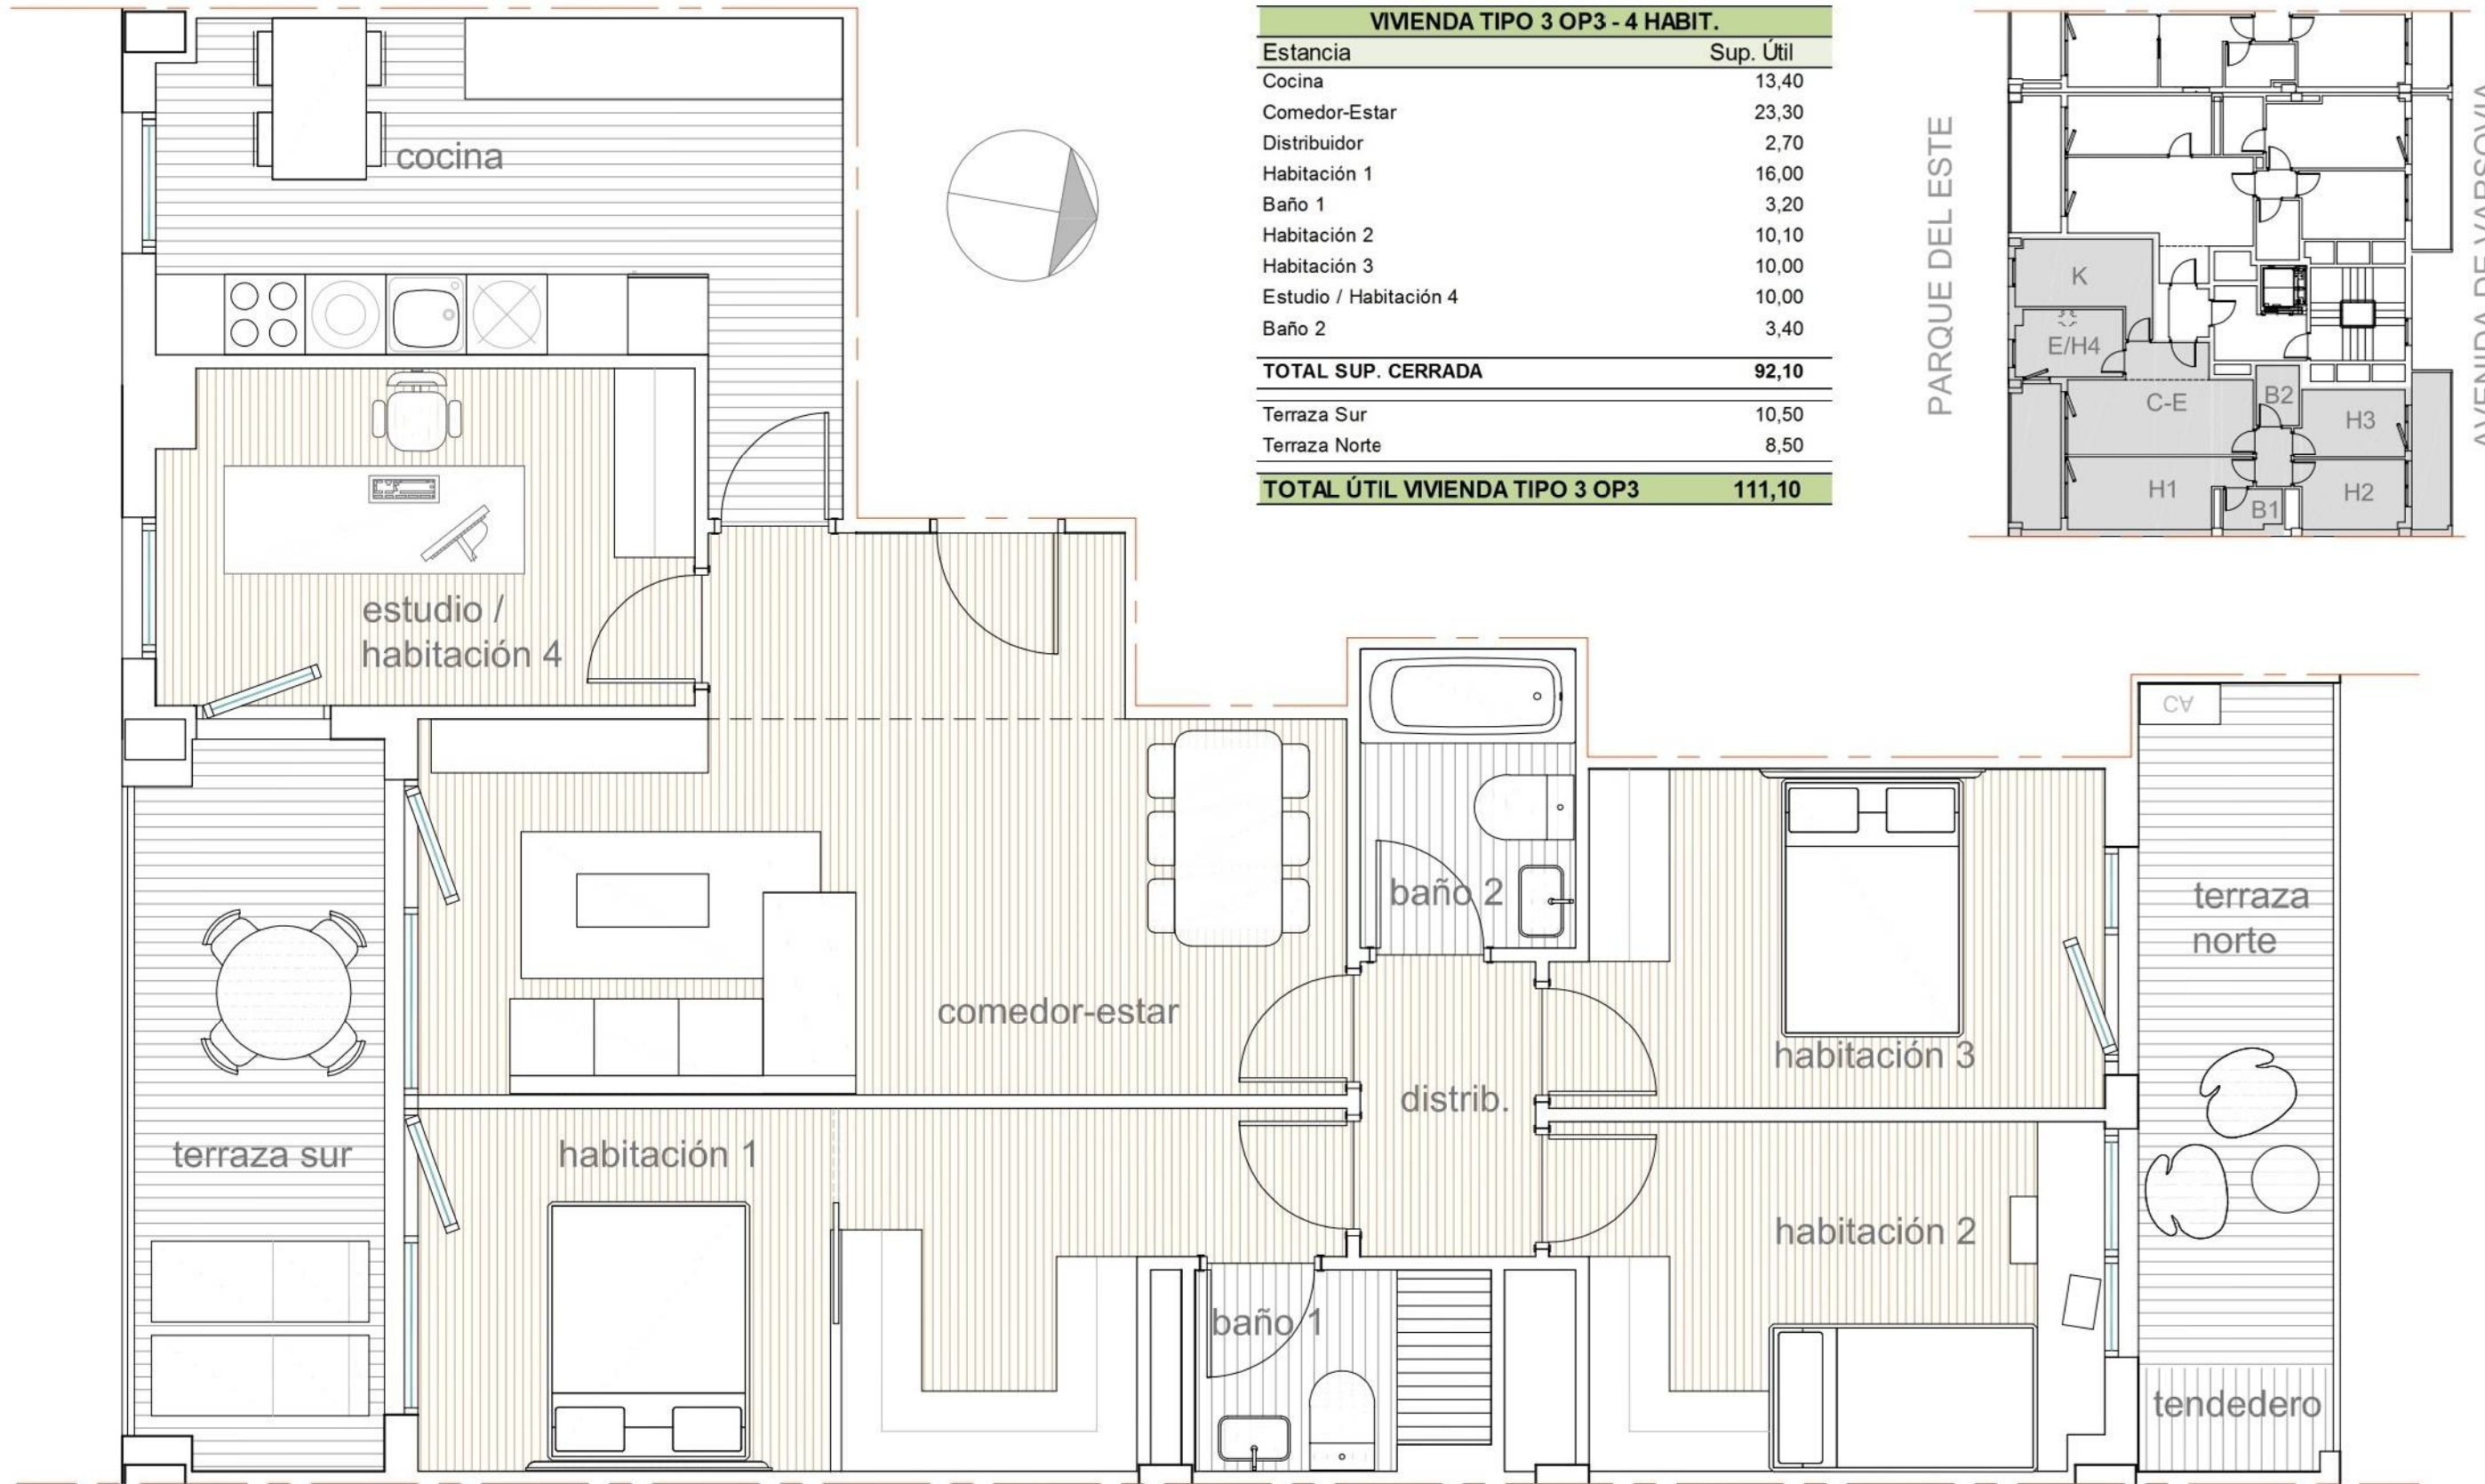 VIVIENDA TIPO 3 OP3 - 4 HABIT.
Estancia Sup. Útil
Cocina 13,40
Comedor-Estar 23,30
Distribuidor 2,70
Habitación 1 16,00
Baño 1 3,20
Habitación 2 10,10
Habitación 3 10,00
Estudio / Habitación 4 10,00
Baño 2 3,40
TOTAL SUP. CERRADA 92,10
Terraza Sur 10,50
Terraza Norte 8,50
TOTAL ÚTIL VIVIENDA TIPO 3 OP3 111,10
PARQUE DEL ESTE
AVENIDA DE VARSOVIA
K
E/H4
C-E
B2
H3
H1
B1
H2
cocina
estudio /
habitación 4
CA
baño 2
terraza
norte
comedor-estar
habitación 3
distrib.
terraza sur
habitación 1
habitación 2
baño 1
tendedero